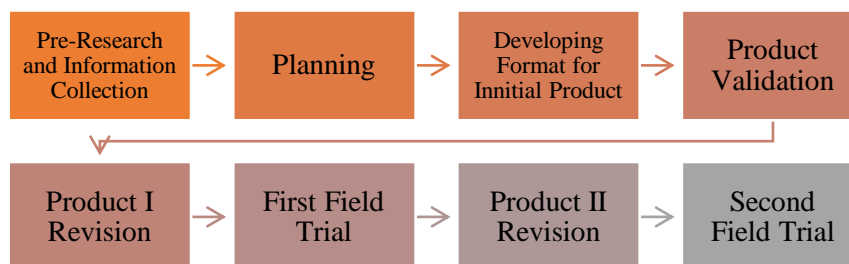 Pre-Research
and Information
Collection
Planning
Developing
Format for
Innitial Product
Product
Validation
Product I
Revision
First Field
Trial
Product II
Revision
Second
Field Trial